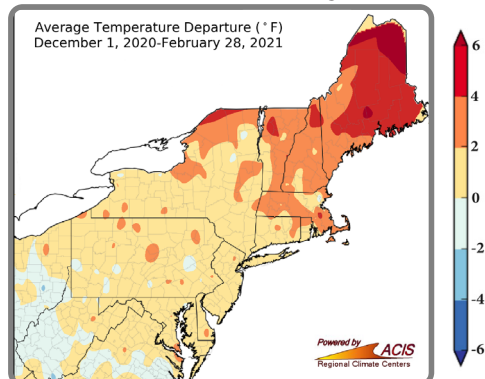 Average Temperature Departure (°F)
December 1, 2020-February 28, 2021
6
4
2
0
-2
-4
-6
Powered by
ACIS
Regional Climate Centers